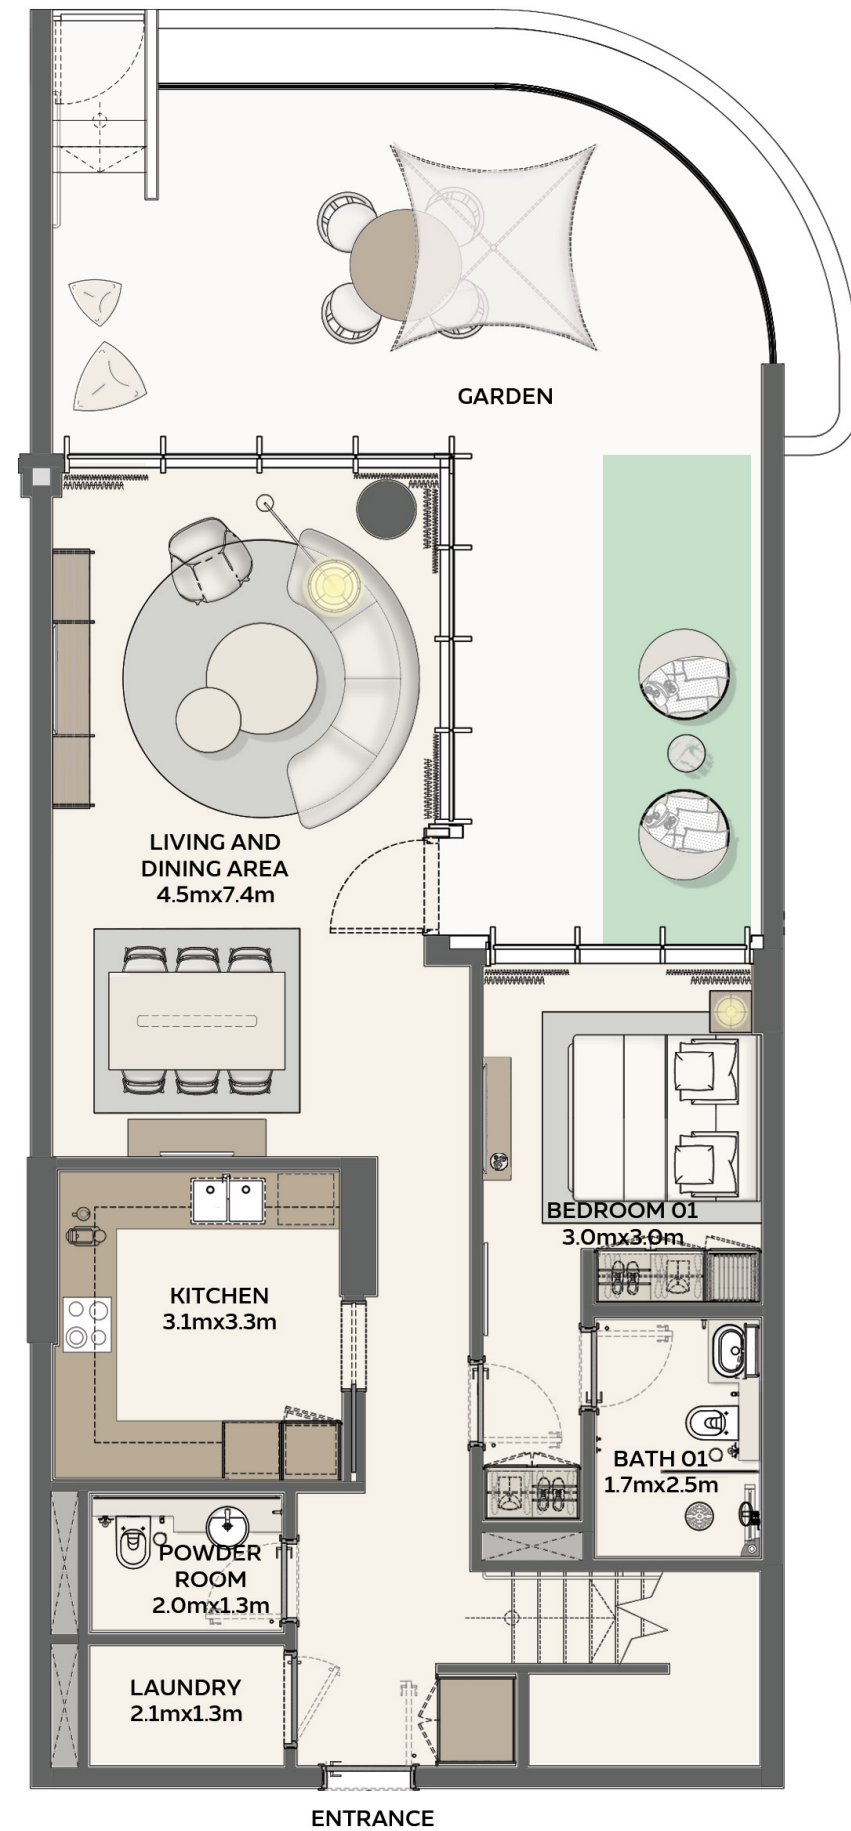 GARDEN
LIVING AND
DINING AREA
4.5mx7.4m
BEDROOM 01
3.0mx3.0m
KITCHEN
3.1mx3.3m
BATH 01
1.7mx2.5m
POWDER
ROOM
2.0mx1.3m
LAUNDRY
2.1mx1.3m
ENTRANCE